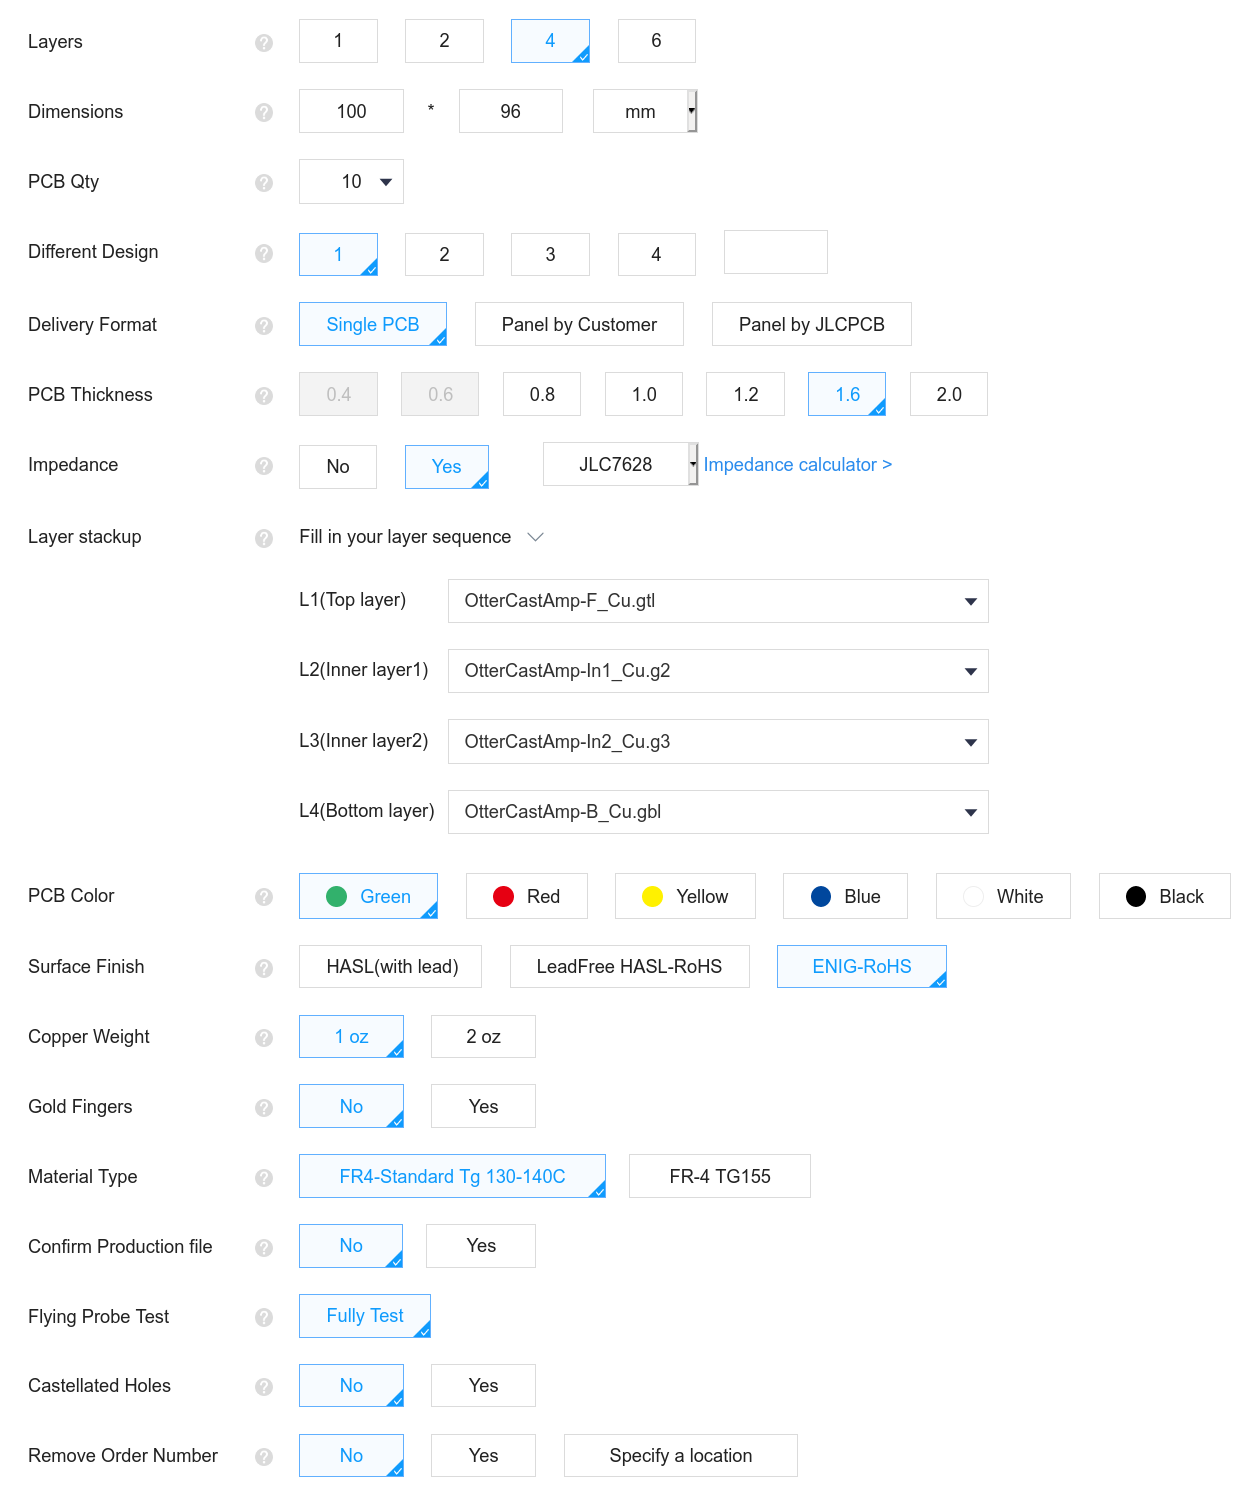 Layers ? 1 2 4 6
Dimensions ? 100 * 96 mm
PCB Qty ? 10
Different Design ? 1 2 3 4
Delivery Format ? Single PCB Panel by Customer Panel by JLCPCB
PCB Thickness ? 0.4 0.6 0.8 1.0 1.2 1.6 2.0
Impedance ? No Yes JLC7628 Impedance calculator >
Layer stackup ? Fill in your layer sequence
L1(Top layer) OtterCastAmp-F_Cu.gtl
L2(Inner layer1) OtterCastAmp-In1_Cu.g2
L3(Inner layer2) OtterCastAmp-In2_Cu.g3
L4(Bottom layer) OtterCastAmp-B_Cu.gbl
PCB Color ? Green Red Yellow Blue White Black
Surface Finish ? HASL(with lead) LeadFree HASL-RoHS ENIG-RoHS
Copper Weight ? 1 oz 2 oz
Gold Fingers ? No Yes
Material Type ? FR4-Standard Tg 130-140C FR-4 TG155
Confirm Production file ? No Yes
Flying Probe Test ? Fully Test
Castellated Holes ? No Yes
Remove Order Number ? No Yes Specify a location